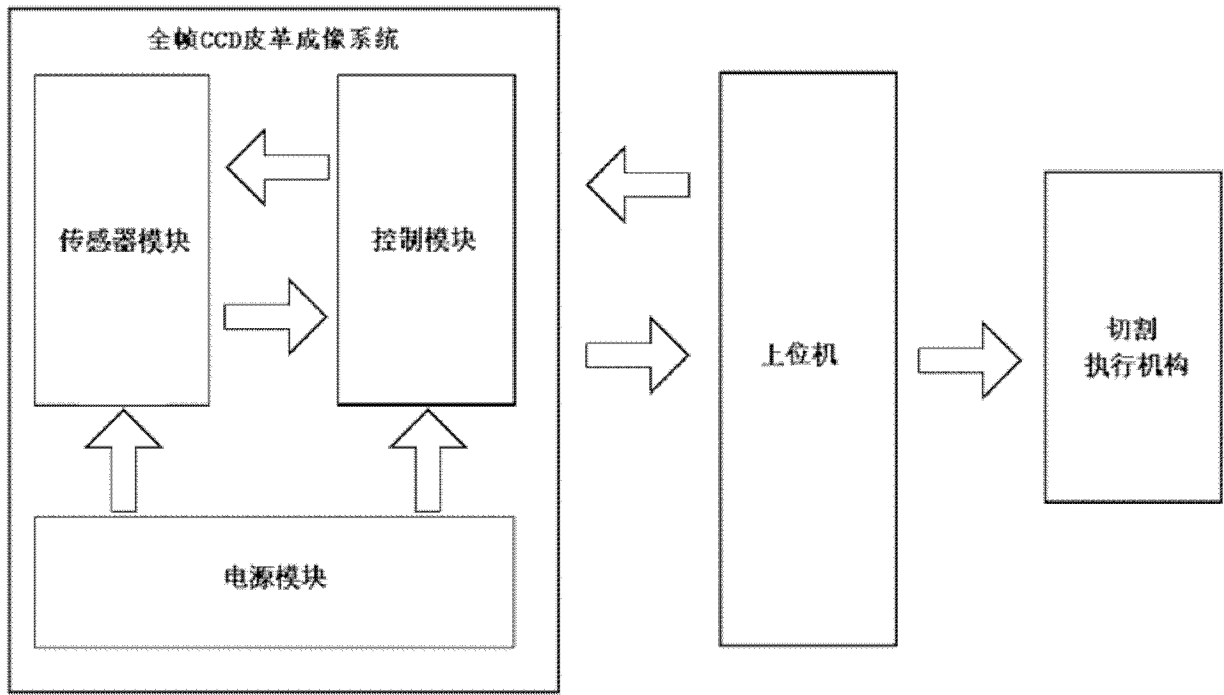 全帧CCD皮革成像系统
传感器模块
控制模块
上位机
切割
执行机构
电源模块